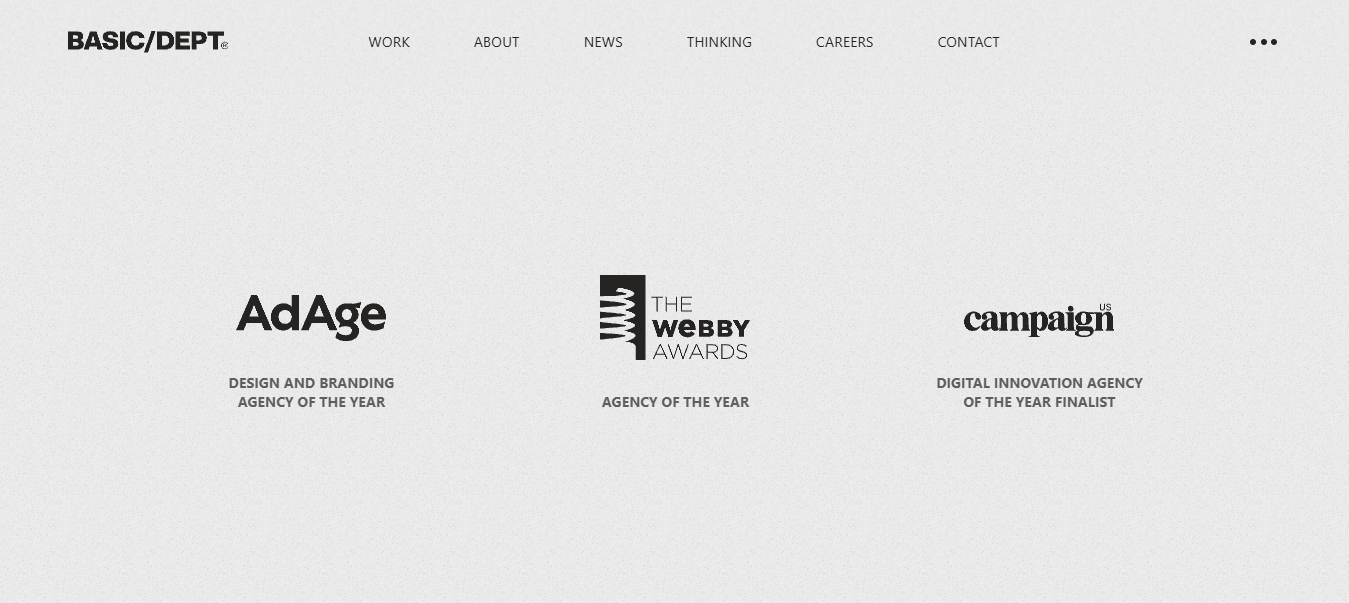 BASIC/DEPT®
WORK
ABOUT
NEWS
THINKING
CAREERS
CONTACT
AdAge
DESIGN AND BRANDING
AGENCY OF THE YEAR
THE
WeBBY
AWARDS
AGENCY OF THE YEAR
campaign US
DIGITAL INNOVATION AGENCY
OF THE YEAR FINALIST